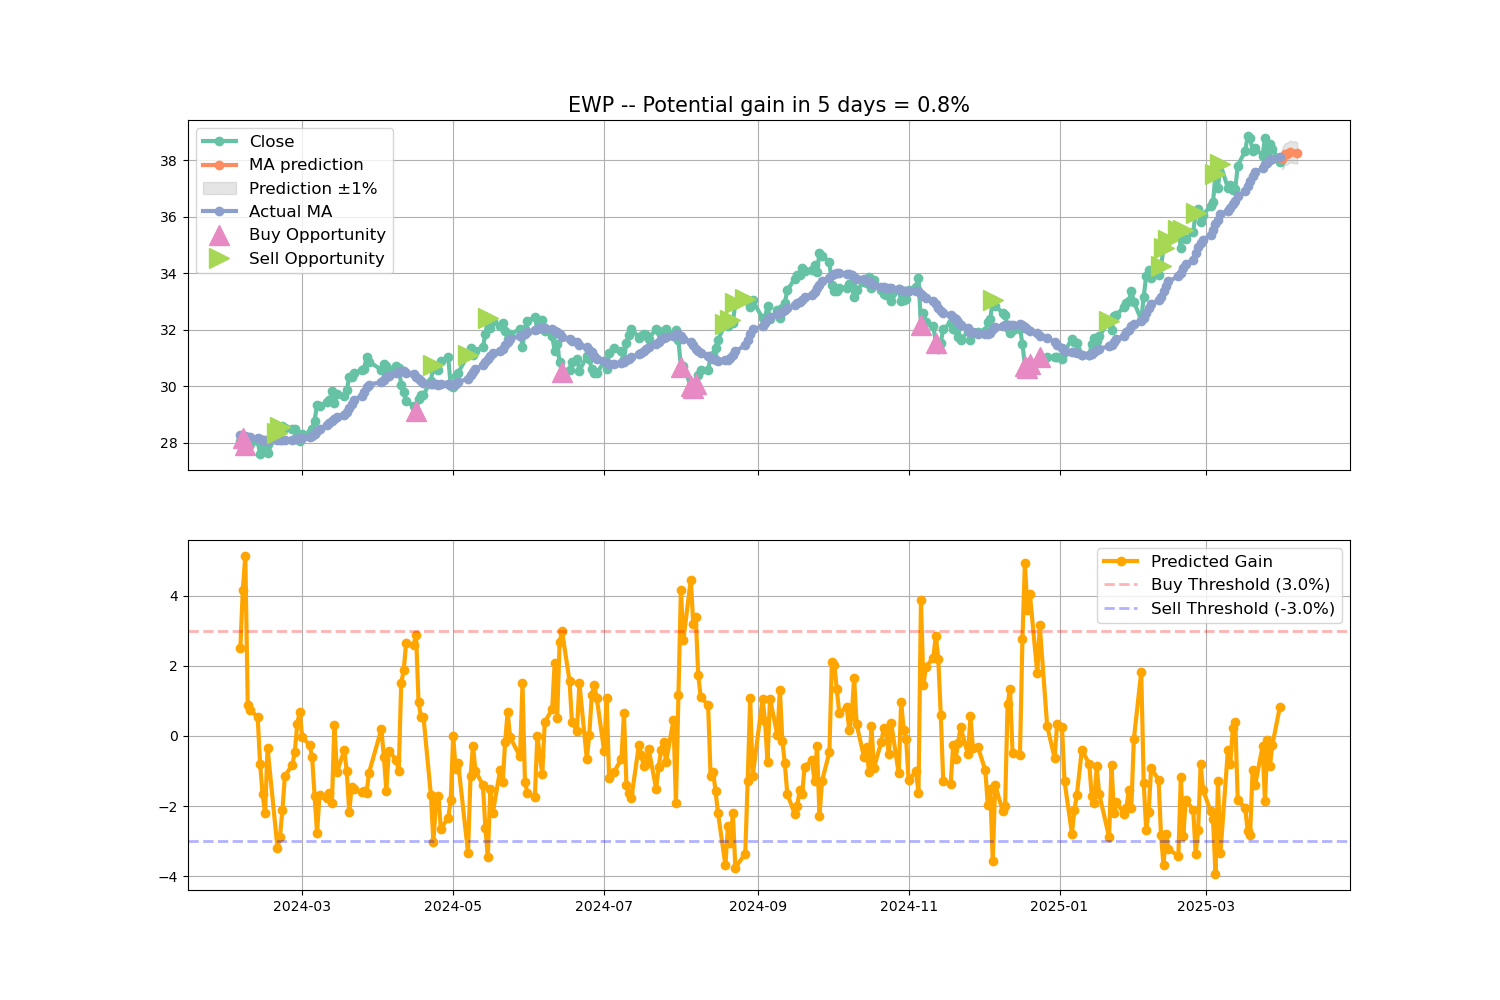 EWP -- Potential gain in 5 days = 0.8%
Close
MA prediction
Prediction ±1%
Actual MA
Buy Opportunity
Sell Opportunity
38
36
34
32
30
28
Predicted Gain
Buy Threshold (3.0%)
Sell Threshold (-3.0%)
4
2
0
−2
−4
2024-03 2024-05 2024-07 2024-09 2024-11 2025-01 2025-03